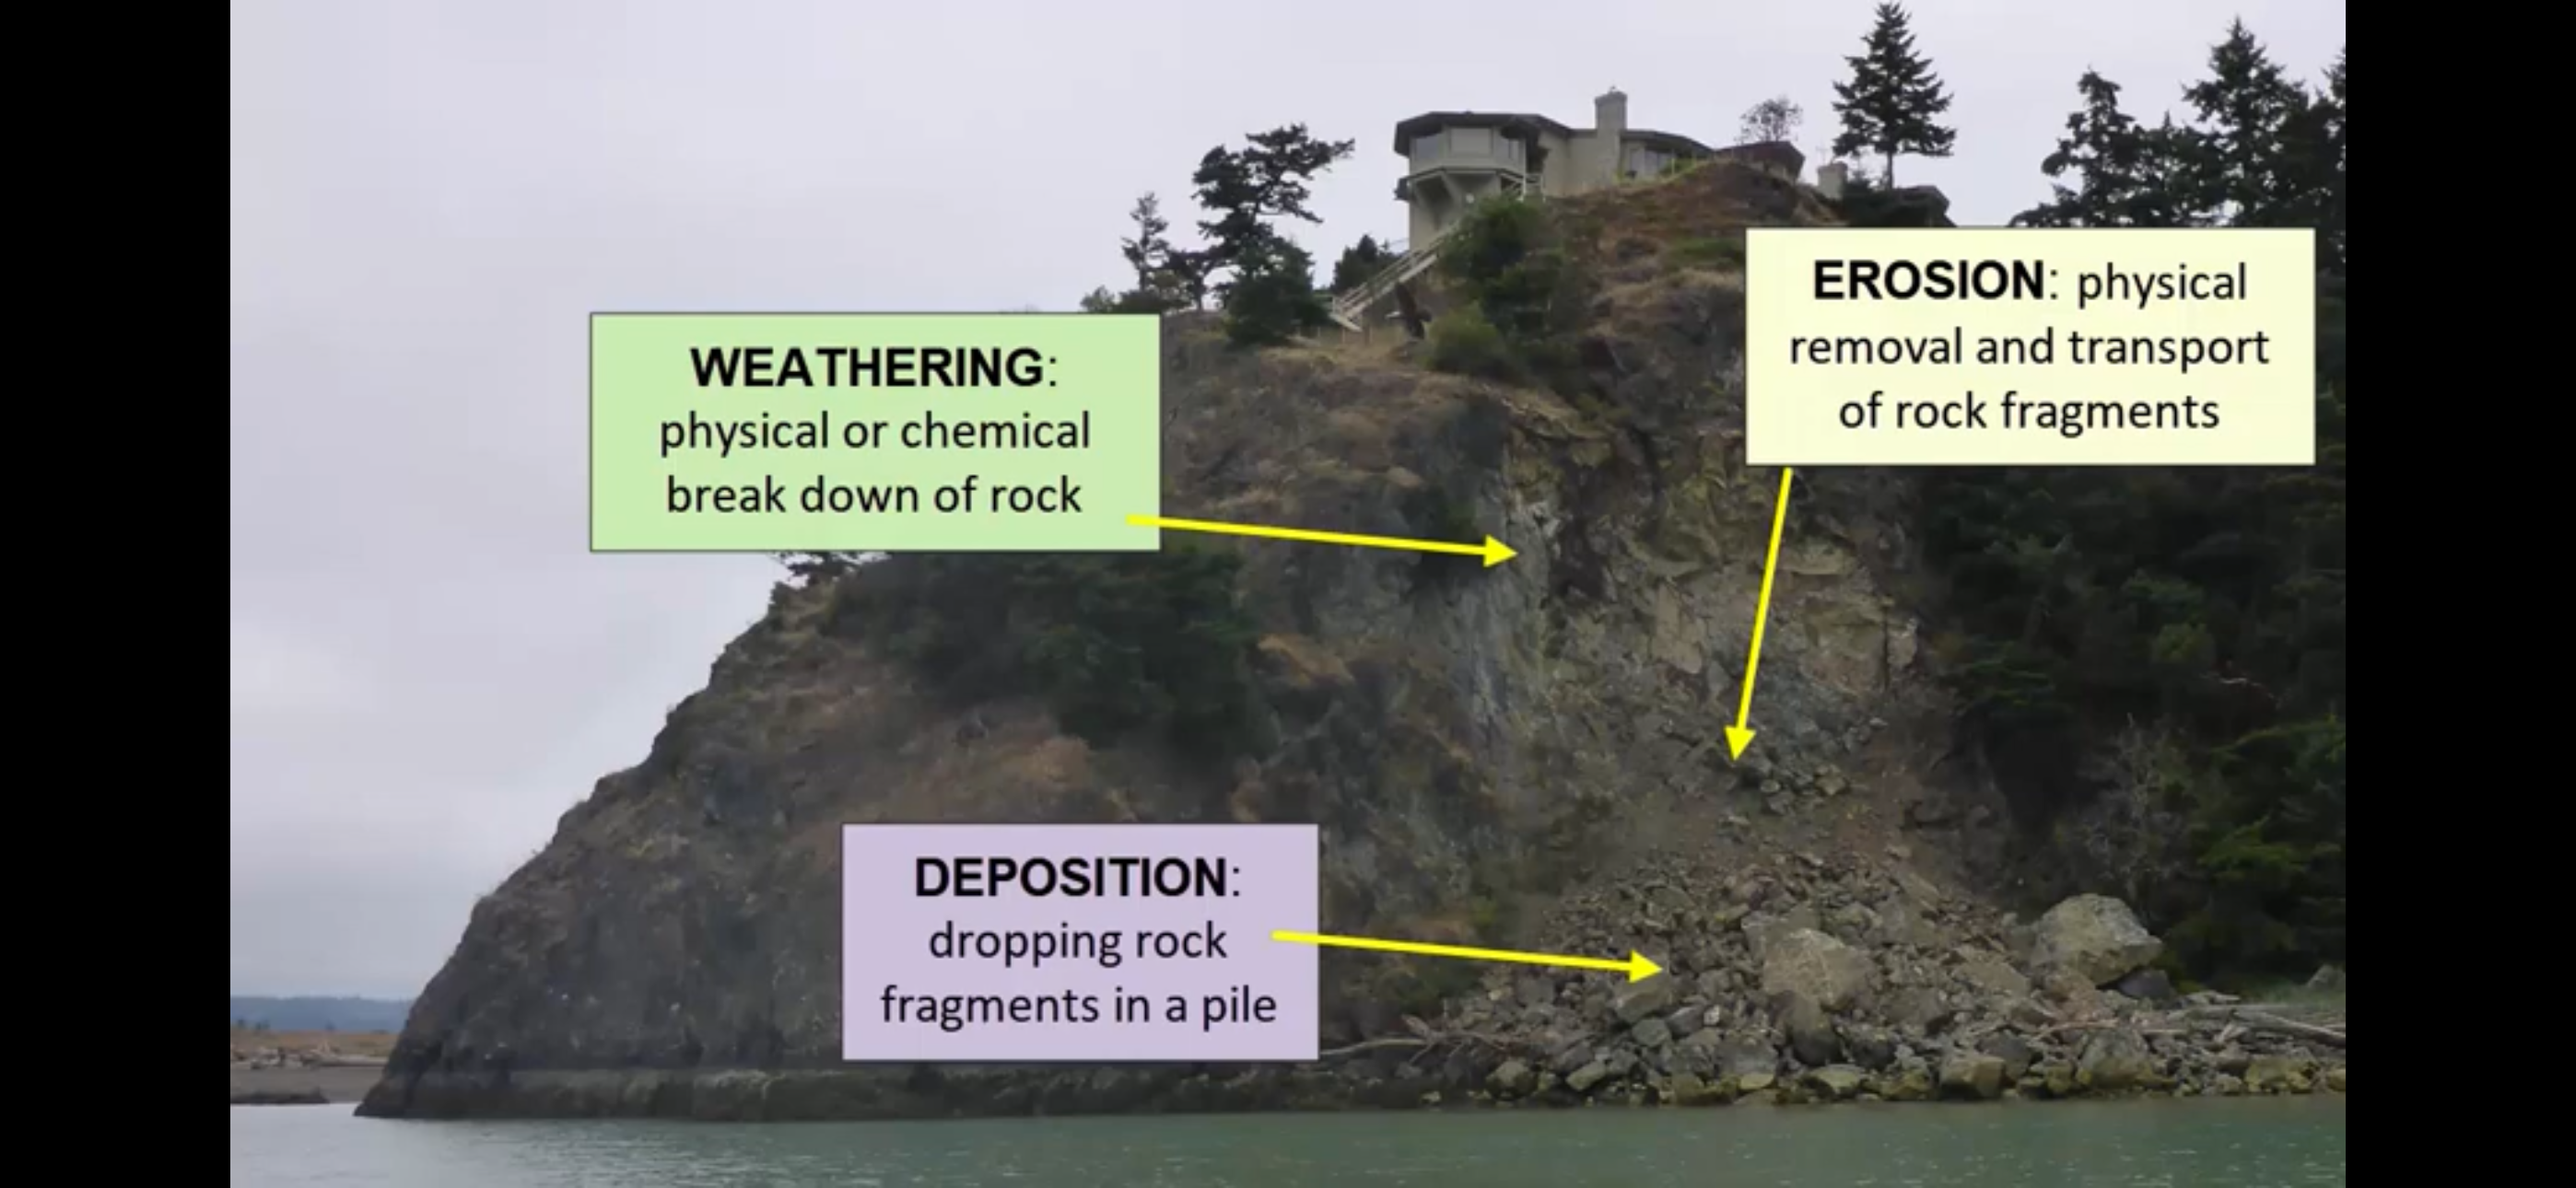 WEATHERING:
physical or chemical
break down of rock
EROSION: physical
removal and transport
of rock fragments
DEPOSITION:
dropping rock
fragments in a pile